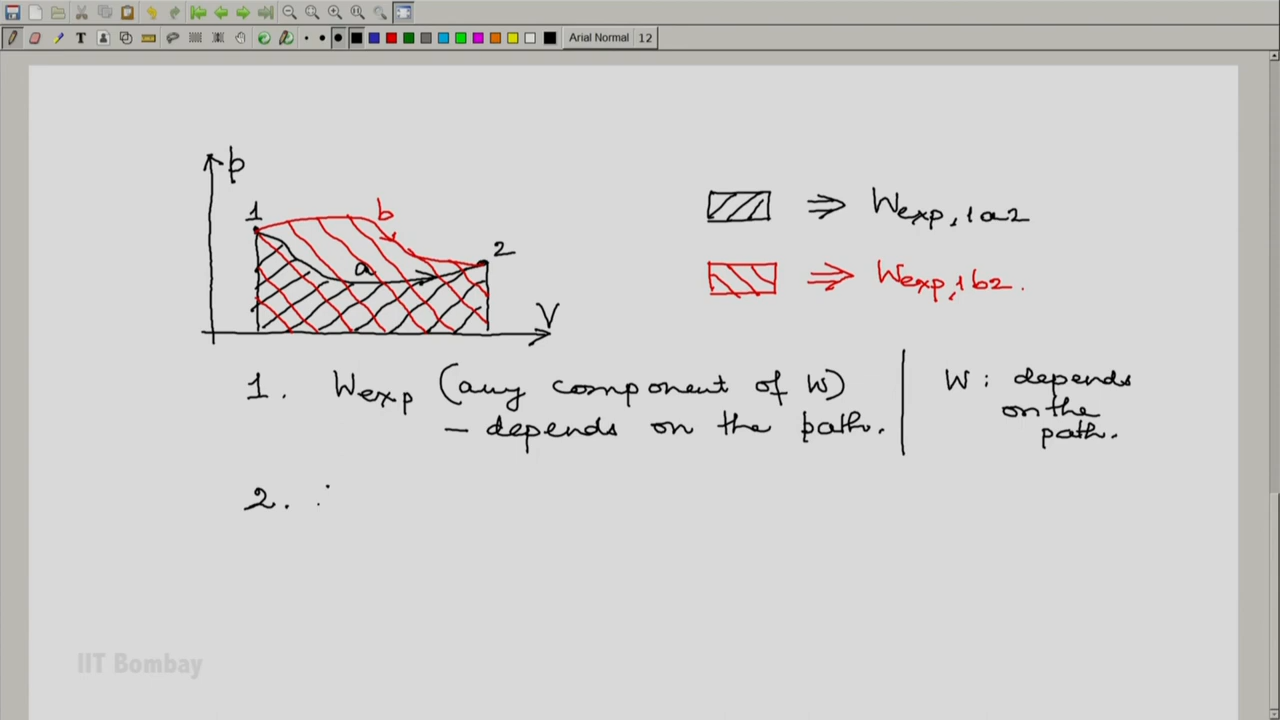 Arial Normal 12
p
1
b
a
2
V
⇒ Wexp, 1a2
⇒ Wexp, 1b2.
1. Wexp (any component of W)
– depends on the path.
W: depends
on the
path.
2.
IIT Bombay